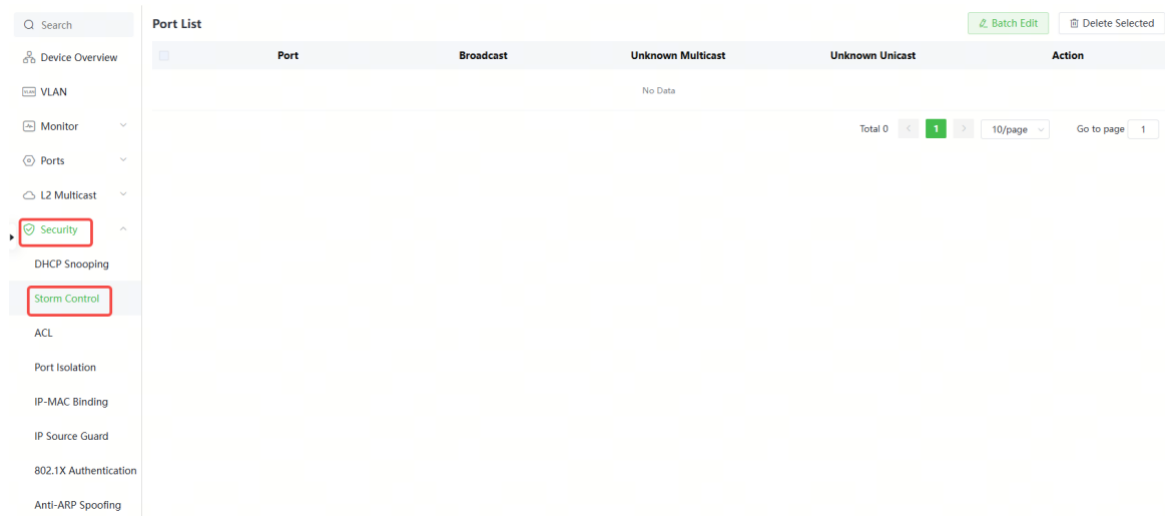 Search
Port List
Batch Edit
Delete Selected
Device Overview
Port Broadcast Unknown Multicast Unknown Unicast Action
VLAN
VLAN
No Data
Monitor
Total 0 < 1 > 10/page Go to page 1
Ports
L2 Multicast
Security
DHCP Snooping
Storm Control
ACL
Port Isolation
IP-MAC Binding
IP Source Guard
802.1X Authentication
Anti-ARP Spoofing